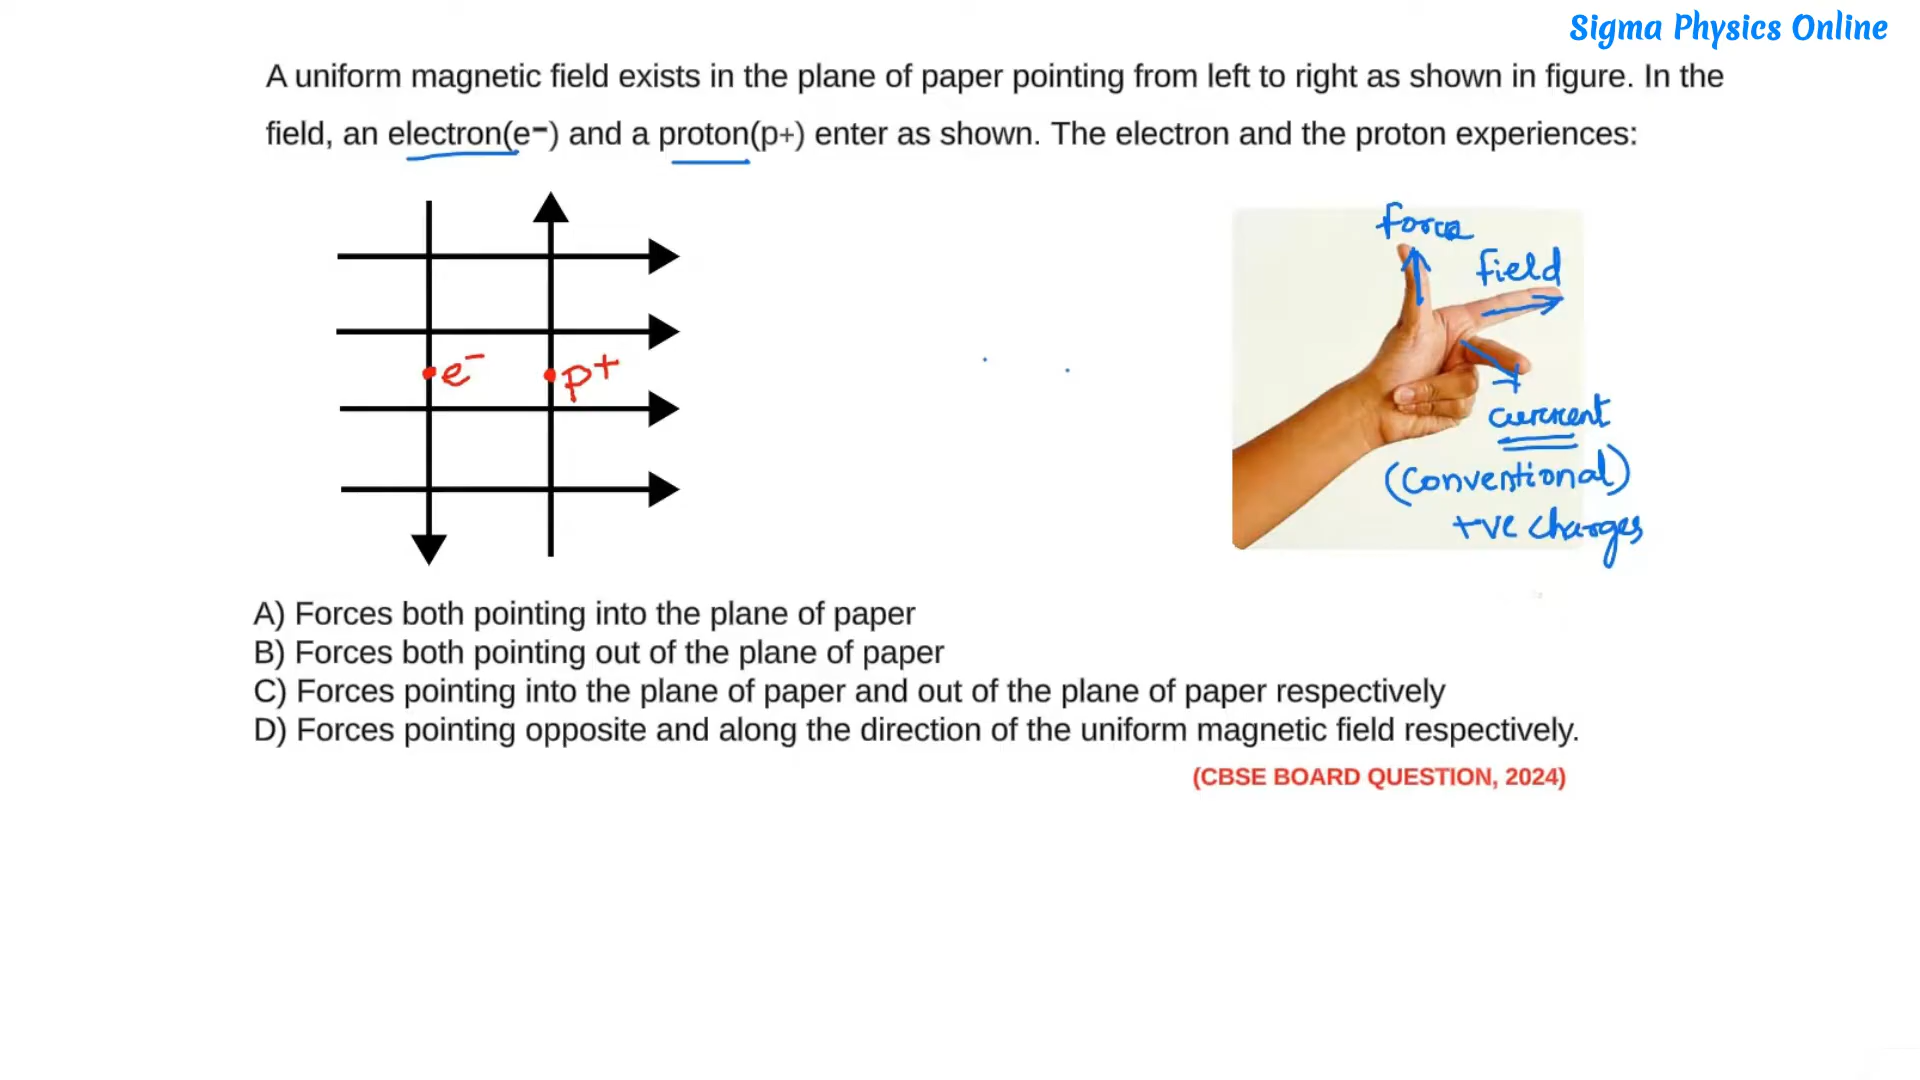 Sigma Physics Online
A uniform magnetic field exists in the plane of paper pointing from left to right as shown in figure. In the
field, an electron(e⁻) and a proton(p+) enter as shown. The electron and the proton experiences:
e⁻
p⁺
force
field
current
(conventional)
+ve charges
A) Forces both pointing into the plane of paper
B) Forces both pointing out of the plane of paper
C) Forces pointing into the plane of paper and out of the plane of paper respectively
D) Forces pointing opposite and along the direction of the uniform magnetic field respectively.
(CBSE BOARD QUESTION, 2024)